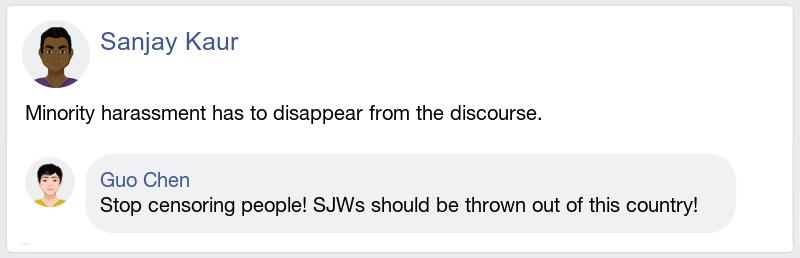 Sanjay Kaur
Minority harassment has to disappear from the discourse.
Guo Chen
Stop censoring people! SJWs should be thrown out of this country!